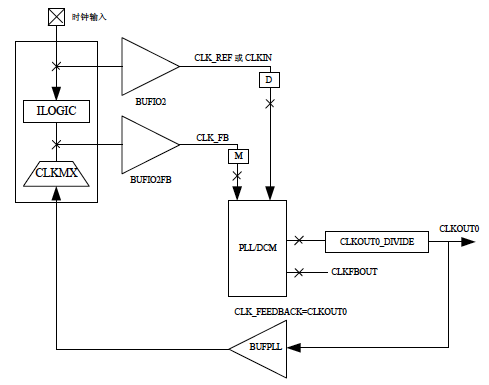 时钟输入
CLK_REF 或 CLKIN
D
BUFIO2
ILOGIC
CLK_FB
M
CLKMX
BUFIO2FB
PLL/DCM
CLKOUT0_DIVIDE
CLKOUT0
CLKFBOUT
CLK_FEEDBACK=CLKOUT0
BUFPLL